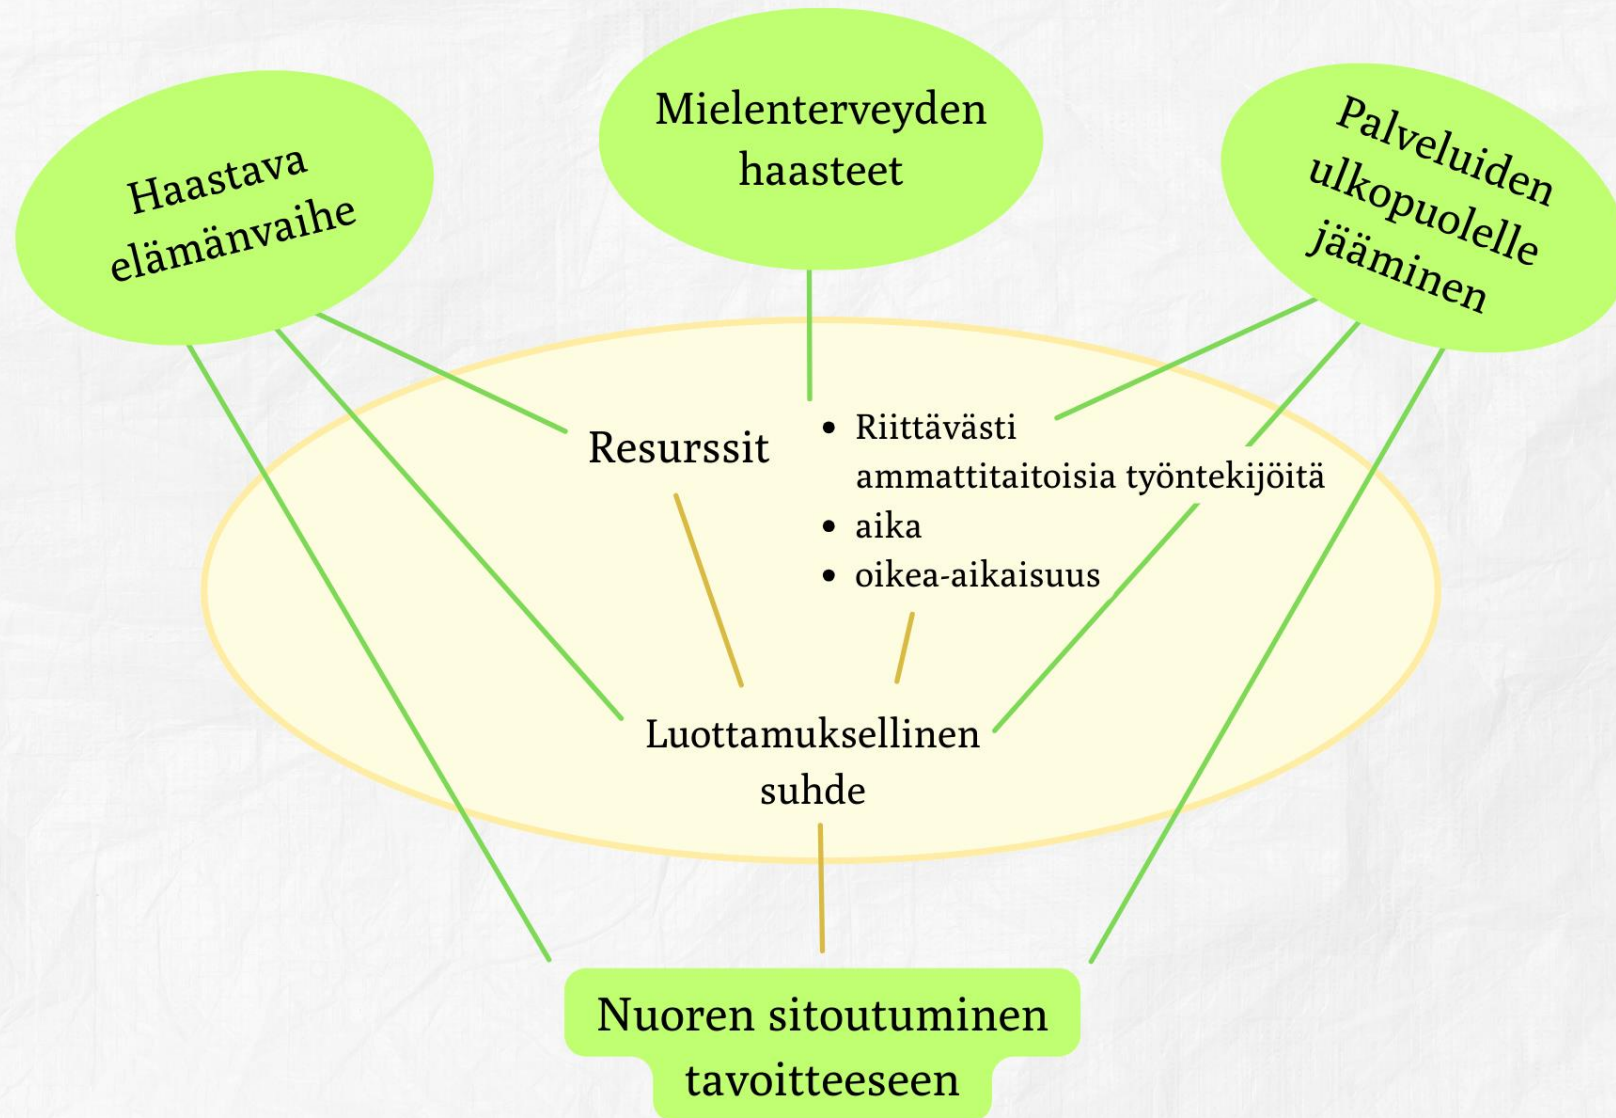 Haastava
elämänvaihe
Mielenterveyden
haasteet
Palveluiden
ulkopuolelle
jääminen
Resurssit
• Riittävästi
ammattitaitoisia työntekijöitä
• aika
• oikea-aikaisuus
Luottamuksellinen
suhde
Nuoren sitoutuminen
tavoitteeseen